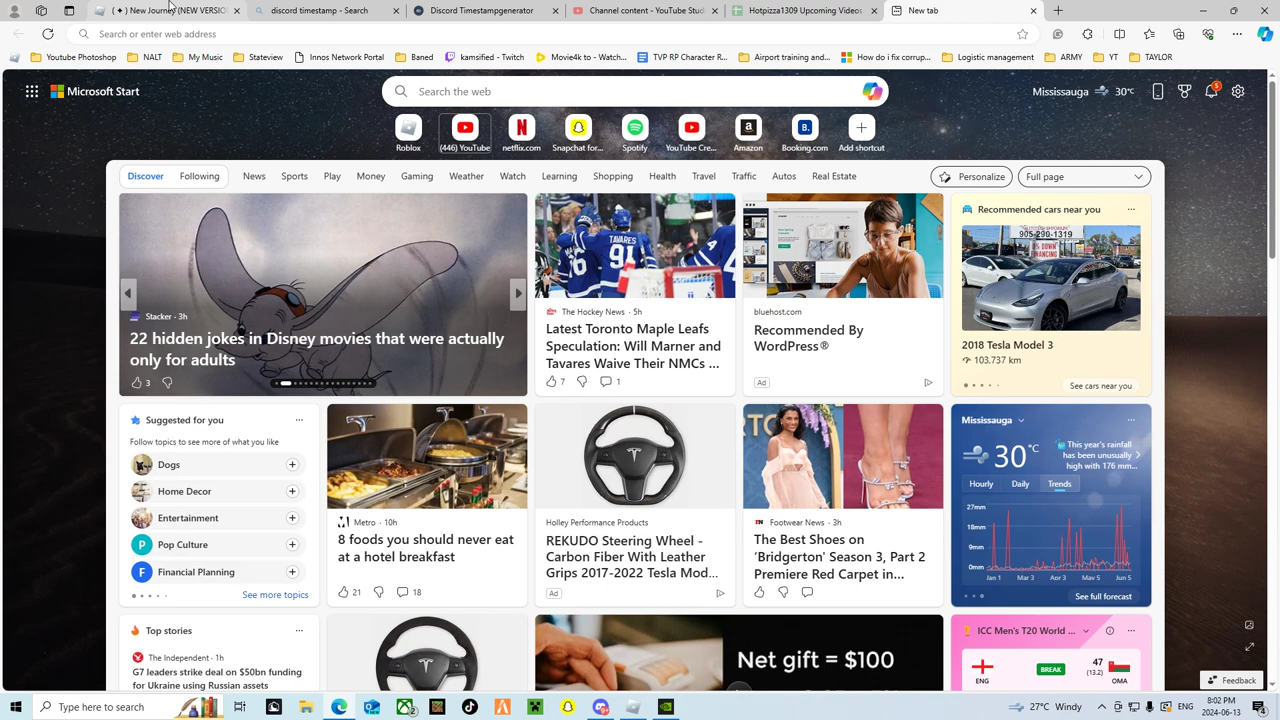 (✦) New Journey (NEW VERSIO
discord timestamp - Search
Discord Timestampgenerator
Channel content - YouTube Studi
Hotpizza1309 Upcoming Videos
New tab
Search or enter web address
Youtube Photoshop
NALT
My Music
Stateview
Innos Network Portal
Baned
kamsified - Twitch
Movie4k to - Watch...
TVP RP Character R...
Airport training and...
How do i fix corrup...
Logistic management
ARMY
YT
TAYLOR
Microsoft Start
Search the web
Mississauga
30°C
5
Roblox
(446) YouTube
netflix.com
Snapchat for...
Spotify
YouTube Cre...
Amazon
Booking.com
Add shortcut
Discover
Following
News
Sports
Play
Money
Gaming
Weather
Watch
Learning
Shopping
Health
Travel
Traffic
Autos
Real Estate
Personalize
Full page
Stacker · 3h
22 hidden jokes in Disney movies that were actually
only for adults
3
TAVARES
91
The Hockey News · 5h
Latest Toronto Maple Leafs
Speculation: Will Marner and
Tavares Waive Their NMCs ...
7
1
bluehost.com
Recommended By
WordPress®
Ad
Recommended cars near you
905-290-1319
DOWN
FINANCING
2018 Tesla Model 3
103,737 km
See cars near you
Suggested for you
Follow topics to see more of what you like
Dogs
Home Decor
Entertainment
P
Pop Culture
F
Financial Planning
See more topics
Metro · 10h
8 foods you should never eat
at a hotel breakfast
21
18
Holley Performance Products
REKUDO Steering Wheel -
Carbon Fiber With Leather
Grips 2017-2022 Tesla Mod...
Ad
Footwear News · 3h
The Best Shoes on
'Bridgerton' Season 3, Part 2
Premiere Red Carpet in...
Mississauga
30°C
This year's rainfall
has been unusually
high with 176 mm...
Hourly
Daily
Trends
27mm
18mm
9mm
0mm
Jan 1
Mar 3
Apr 3
May 5
Jun 5
See full forecast
Top stories
The Independent · 1h
G7 leaders strike deal on $50bn funding
for Ukraine using Russian assets
Net gift = $100
ICC Men's T20 World ...
ENG
BREAK
47
(13.2)
OMA
Feedback
Type here to search
27°C Windy
ENG
8:02 PM
2024-06-13
4